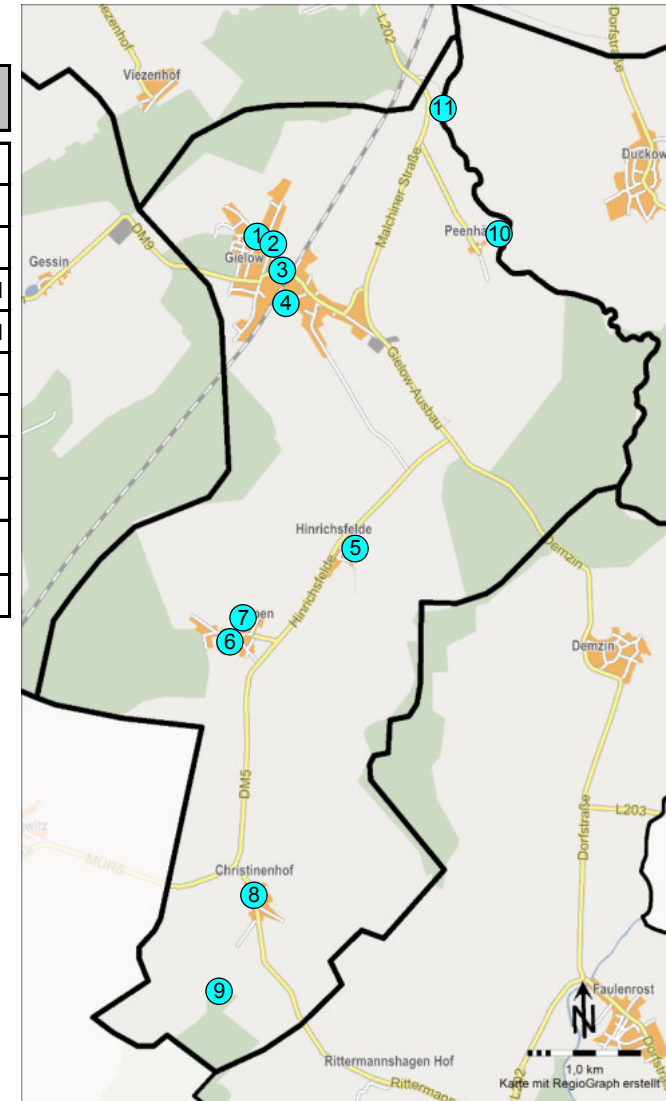 Viezenhof
L202
Dorfstraße
11
Duckow
Malchiner Straße
DM9
Gessin
1
2
Gielow
3
4
10
Gielow-Ausbau
Hinrichsfelde
5
Hinrichsfelde
Demzin
7
6
Demzin
DM5
Dorfstraße
L203
MÜR5
Christinenhof
8
9
Faulenrost
N
1,0 km
Karte mit RegioGraph erstellt
Rittermannshagen Hof
L202